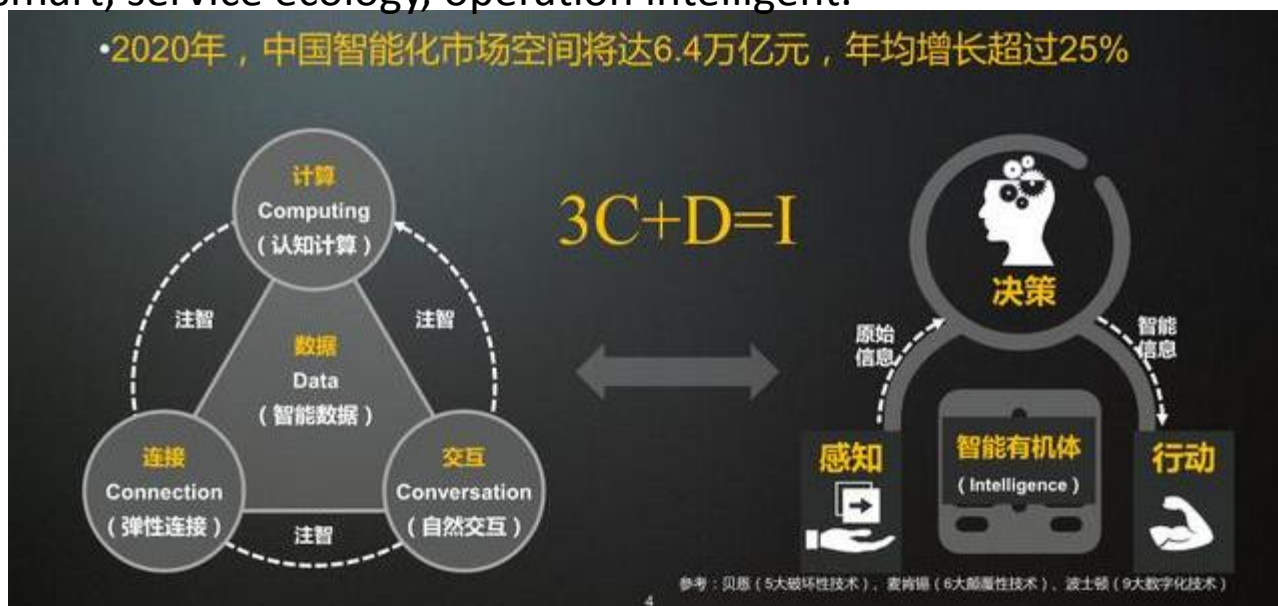 smart, service ecology, operation intelligent.
•2020年，中国智能化市场空间将达6.4万亿元，年均增长超过25%
计算
Computing
（认知计算）
3C+D=I
注智
注智
数据
Data
（智能数据）
连接
Connection
（弹性连接）
交互
Conversation
（自然交互）
注智
决策
原始
信息
智能
信息
感知
智能有机体
（Intelligence）
行动
参考：贝恩（5大破坏性技术）、麦肯锡（6大颠覆性技术）、波士顿（9大数字化技术）
4